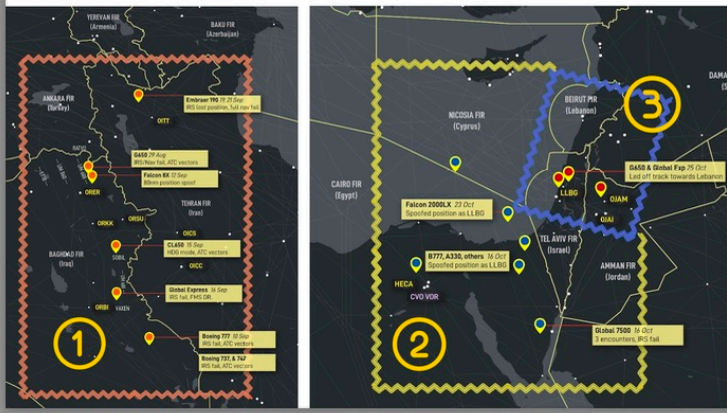 YEREVAN FIR
(Armenia)
BAKU FIR
(Azerbaijan)
ANKARA FIR
(Turkey)
Embraer 190 19, 21 Sep
IRS lost position, full nav fail
OITT
G650 29 Aug
IRS/Nav fail, ATC vectors
Falcon 8X 12 Sep
80nm position spoof
ORER
TEHRAN FIR
(Iran)
ORKK
ORSU
OICS
CL650 15 Sep
HDG mode, ATC vectors
SOBIL
OICC
BAGHDAD FIR
(Iraq)
Global Express 16 Sep
IRS fail, FMS DR.
ORBI
VAXEN
Boeing 777 10 Sep
IRS fail, ATC vectors
Boeing 737, & 747
IRS fail, ATC vectors
1
NICOSIA FIR
(Cyprus)
BEIRUT FIR
(Lebanon)
3
DAMA
CAIRO FIR
(Egypt)
G650 & Global Exp 25 Oct
Led off track towards Lebanon
LLBG
OJAM
OJAI
Falcon 2000LX 23 Oct
Spoofed position as LLBG
TEL AVIV FIR
(Israel)
B777, A330, others 16 Oct
Spoofed position as LLBG
AMMAN FIR
(Jordan)
HECA
CVO VOR
Global 7500 16 Oct
3 encounters, IRS fail
2